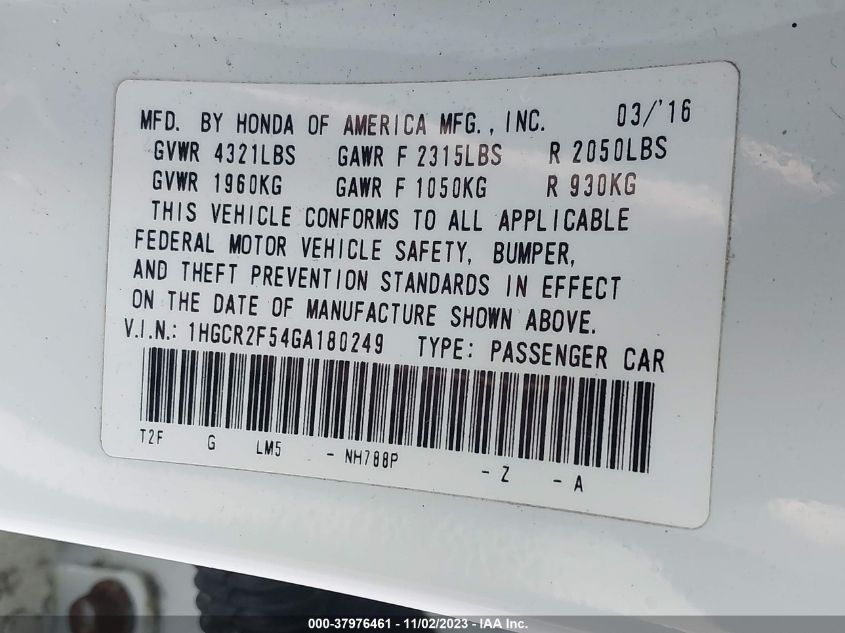 MFD. BY HONDA OF AMERICA MFG., INC. 03/'16
GVWR 4321LBS GAWR F 2315LBS R 2050LBS
GVWR 1960KG GAWR F 1050KG R 930KG
THIS VEHICLE CONFORMS TO ALL APPLICABLE
FEDERAL MOTOR VEHICLE SAFETY, BUMPER,
AND THEFT PREVENTION STANDARDS IN EFFECT
ON THE DATE OF MANUFACTURE SHOWN ABOVE.
V.I.N.: 1HGCR2F54GA180249 TYPE: PASSENGER CAR
T2F G LM5 - NH788P - Z - A
000-37976461 - 11/02/2023 - IAA Inc.